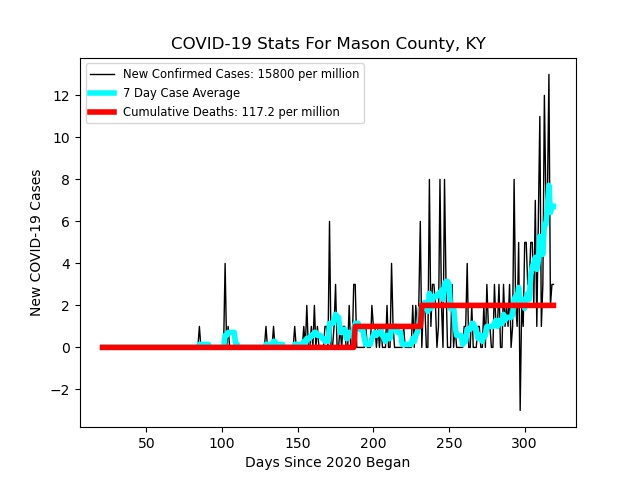 COVID-19 Stats For Mason County, KY
New Confirmed Cases: 15800 per million
7 Day Case Average
Cumulative Deaths: 117.2 per million
New COVID-19 Cases
12
10
8
6
4
2
0
−2
50 100 150 200 250 300
Days Since 2020 Began